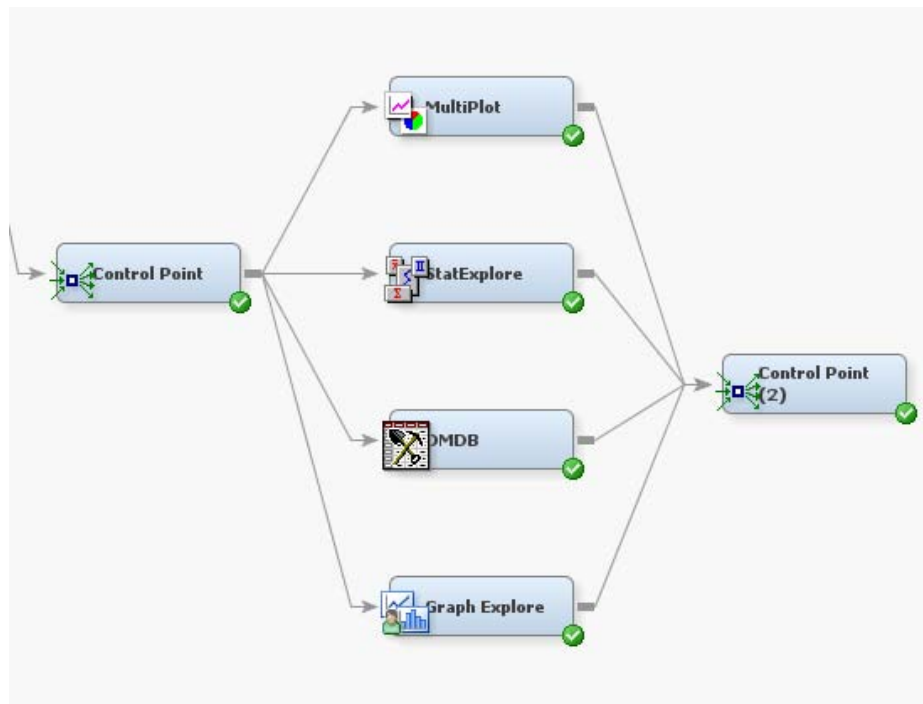 MultiPlot
Control Point
StatExplore
Control Point
(2)
DMDB
Graph Explore